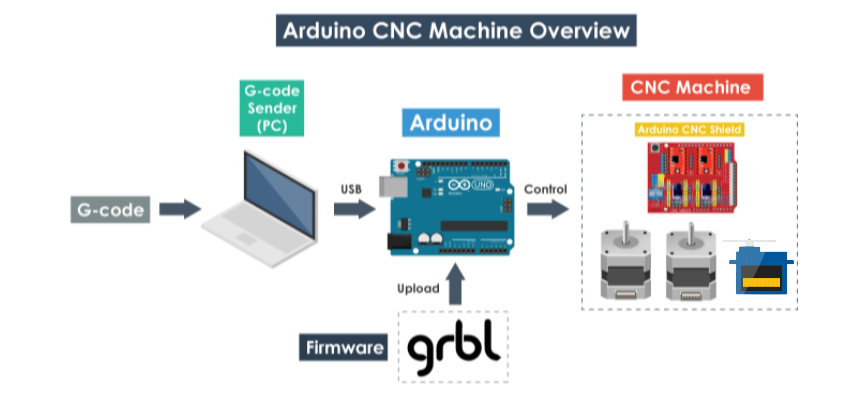 Arduino CNC Machine Overview
G-code
Sender
(PC)
Arduino
CNC Machine
Arduino CNC Shield
G-code
USB
UNO
Control
Upload
Firmware
grbl